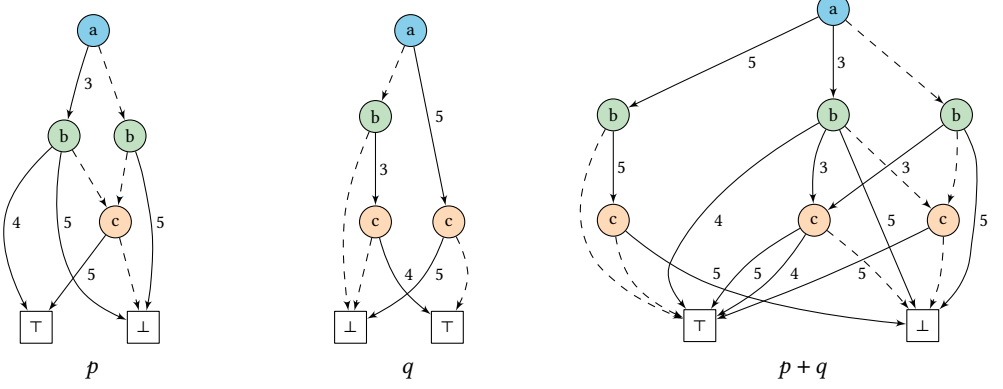 a a a
3 5 5 3
b b b b b b
4 5 5 3 5 3 3
c c c c c c
5 4 5 4 5 5
5 5 4 5
⊤ ⊥ ⊥ ⊤ ⊤ ⊥
p q p + q